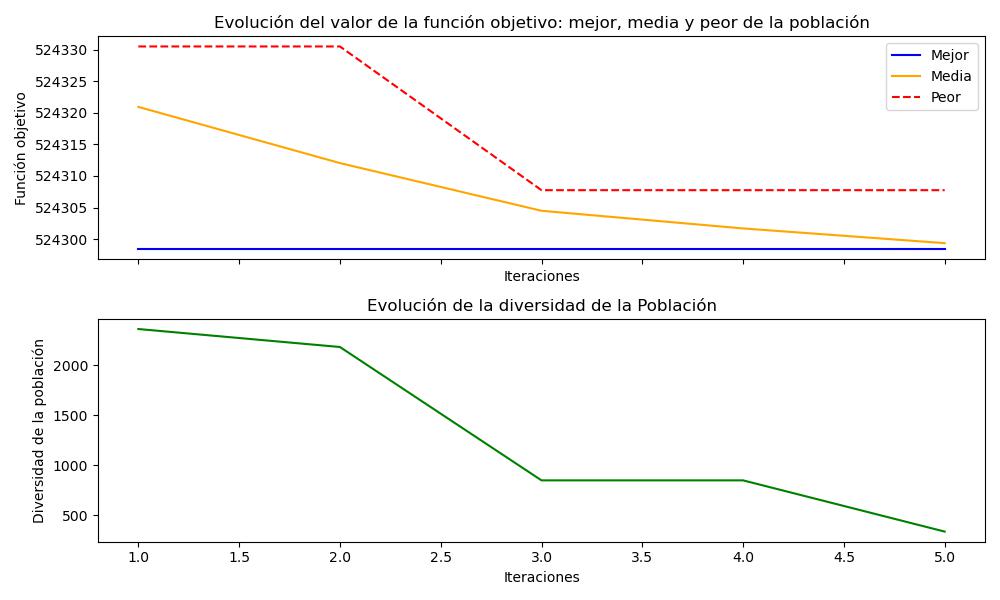 Evolución del valor de la función objetivo: mejor, media y peor de la población
Función objetivo
524330
524325
524320
524315
524310
524305
524300
Mejor
Media
Peor
Iteraciones
Evolución de la diversidad de la Población
Diversidad de la población
2000
1500
1000
500
1.0 1.5 2.0 2.5 3.0 3.5 4.0 4.5 5.0
Iteraciones